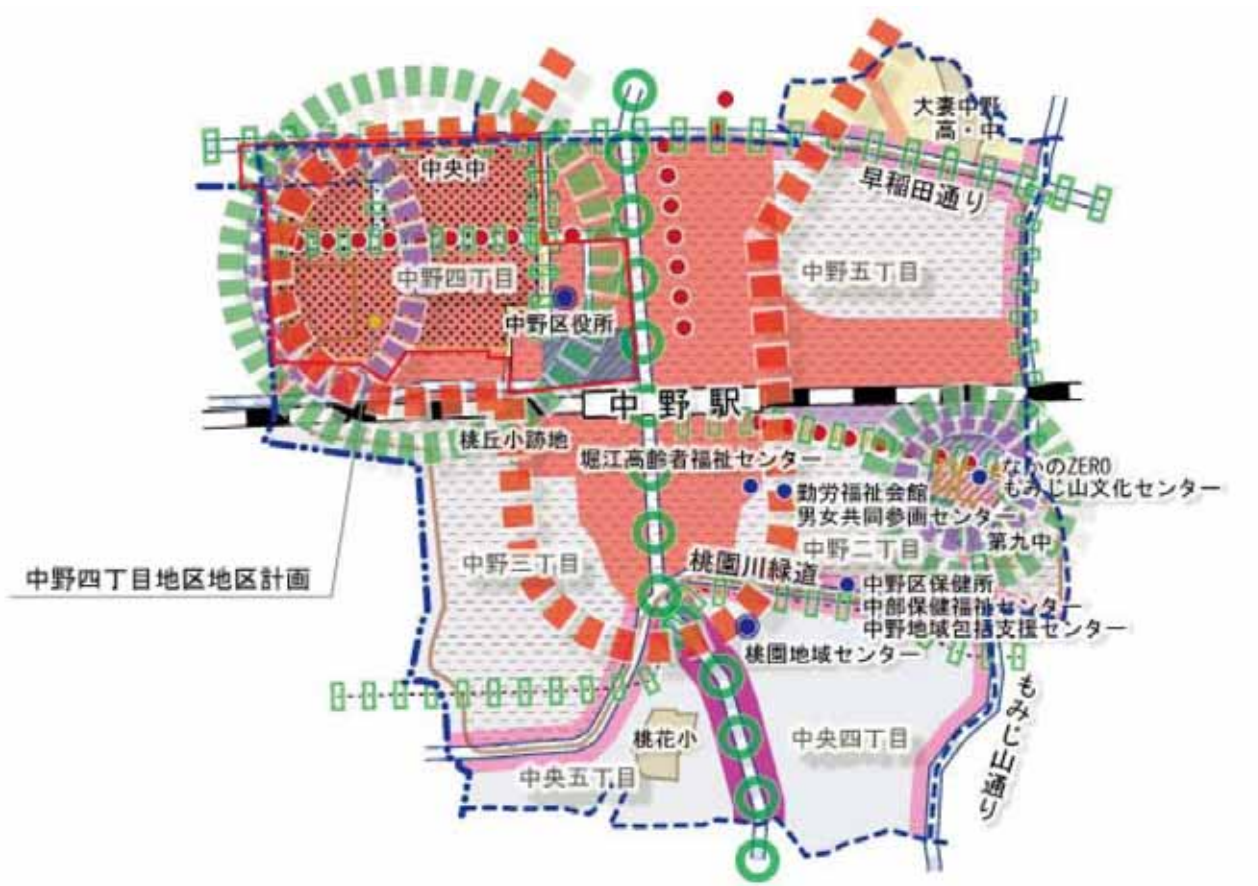 大妻中野
高・中
中央中
早稲田通り
中野四丁目
中野五丁目
中野区役所
中野駅
桃丘小跡地
堀江高齢者福祉センター
なかのZERO
もみじ山文化センター
勤労福祉会館
男女共同参画センター
第九中
中野二丁目
中野三丁目
桃園川緑道
中野四丁目地区地区計画
中野区保健所
中部保健福祉センター
中野地域包括支援センター
桃園地域センター
もみじ山通り
桃花小
中央四丁目
中央五丁目